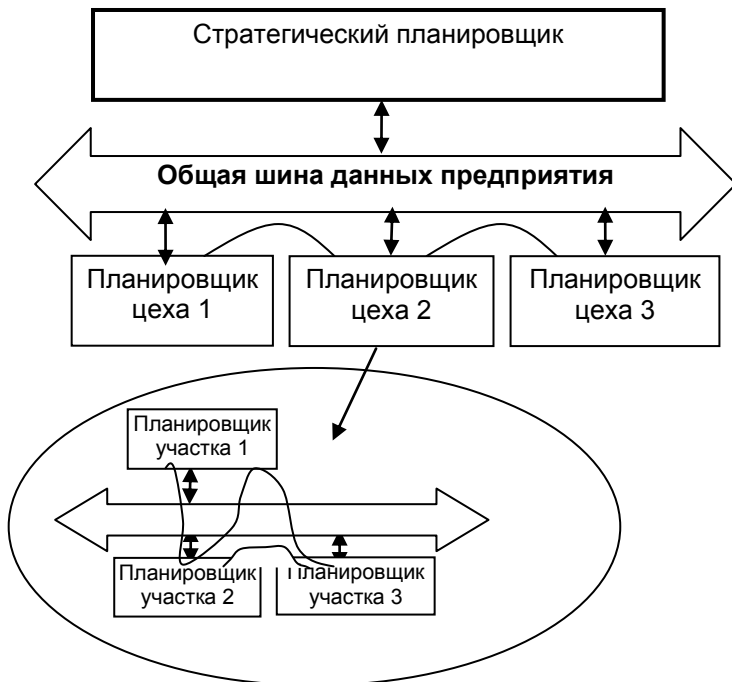 Стратегический планировщик
Общая шина данных предприятия
Планировщик
цеха 1
Планировщик
цеха 2
Планировщик
цеха 3
Планировщик
участка 1
Планировщик
участка 2
Планировщик
участка 3